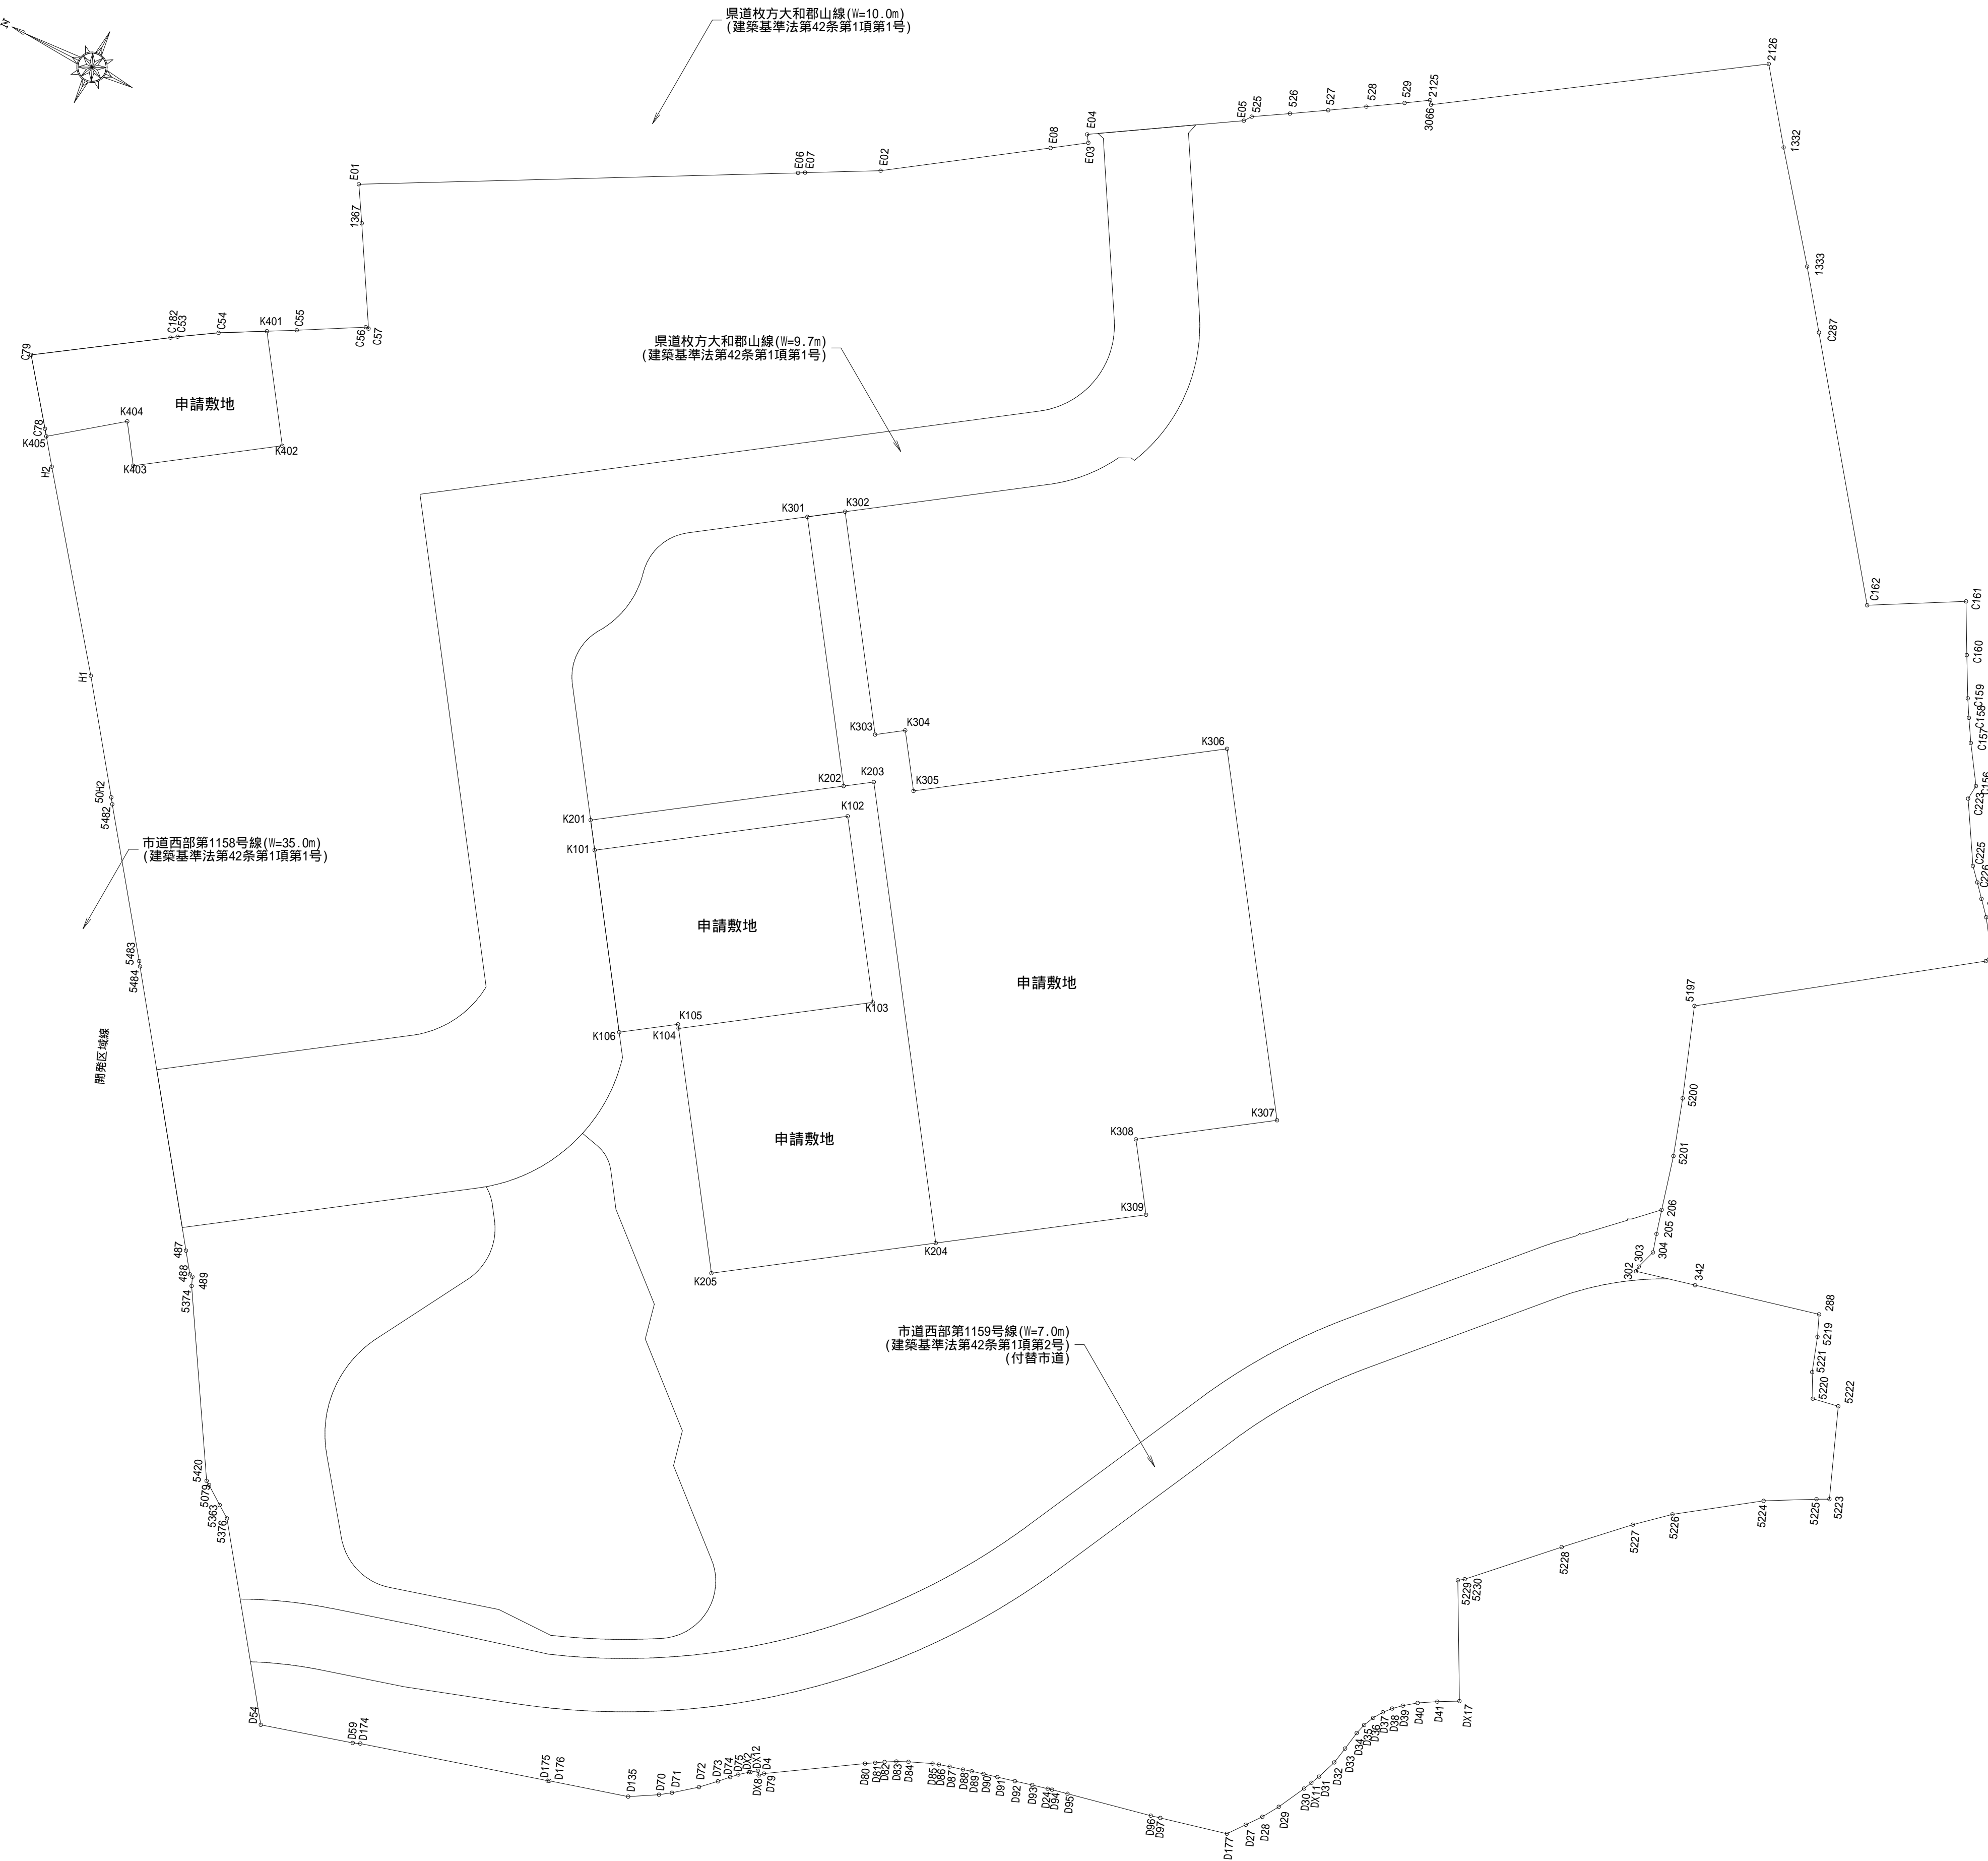 N
県道枚方大和郡山線(W=10.0m)
(建築基準法第42条第1項第1号)
2126
E04
E05
525
526
527
528
529
2125
3066
E08
E03
1332
E01
E06
E07
E02
1367
1333
C182
C53
C54
K401
C55
C56
C57
C287
C79
県道枚方大和郡山線(W=9.7m)
(建築基準法第42条第1項第1号)
申請敷地
K404
C78
K405
K403
K402
H2
K301
K302
C162
C161
C160
H1
C159
C158
K303
K304
K306
C157
50H2
K202
K203
K305
C156
5482
K201
K102
C223
市道西部第1158号線(W=35.0m)
(建築基準法第42条第1項第1号)
K101
C225
C226
申請敷地
5483
5484
申請敷地
5197
K103
K105
K106
K104
開発区域線
5200
K307
申請敷地
K308
5201
K309
206
205
487
K204
304
303
302
488
489
K205
342
5374
288
5219
市道西部第1159号線(W=7.0m)
(建築基準法第42条第1項第2号)
(付替市道)
5221
5220
5222
5420
5079
5363
5376
5224
5225
5223
5226
5227
5228
5229
5230
D54
D59
D174
DX17
D41
D40
D39
D38
D37
D36
D35
D34
D33
D32
D31
DX11
D30
D29
D28
D27
D177
D175
D176
D135
D70
D71
D72
D73
D74
D75
DX2
DX12
D4
DX8
D79
D80
D81
D82
D83
D84
D85
D86
D87
D88
D89
D90
D91
D92
D93
D24
D94
D95
D96
D97